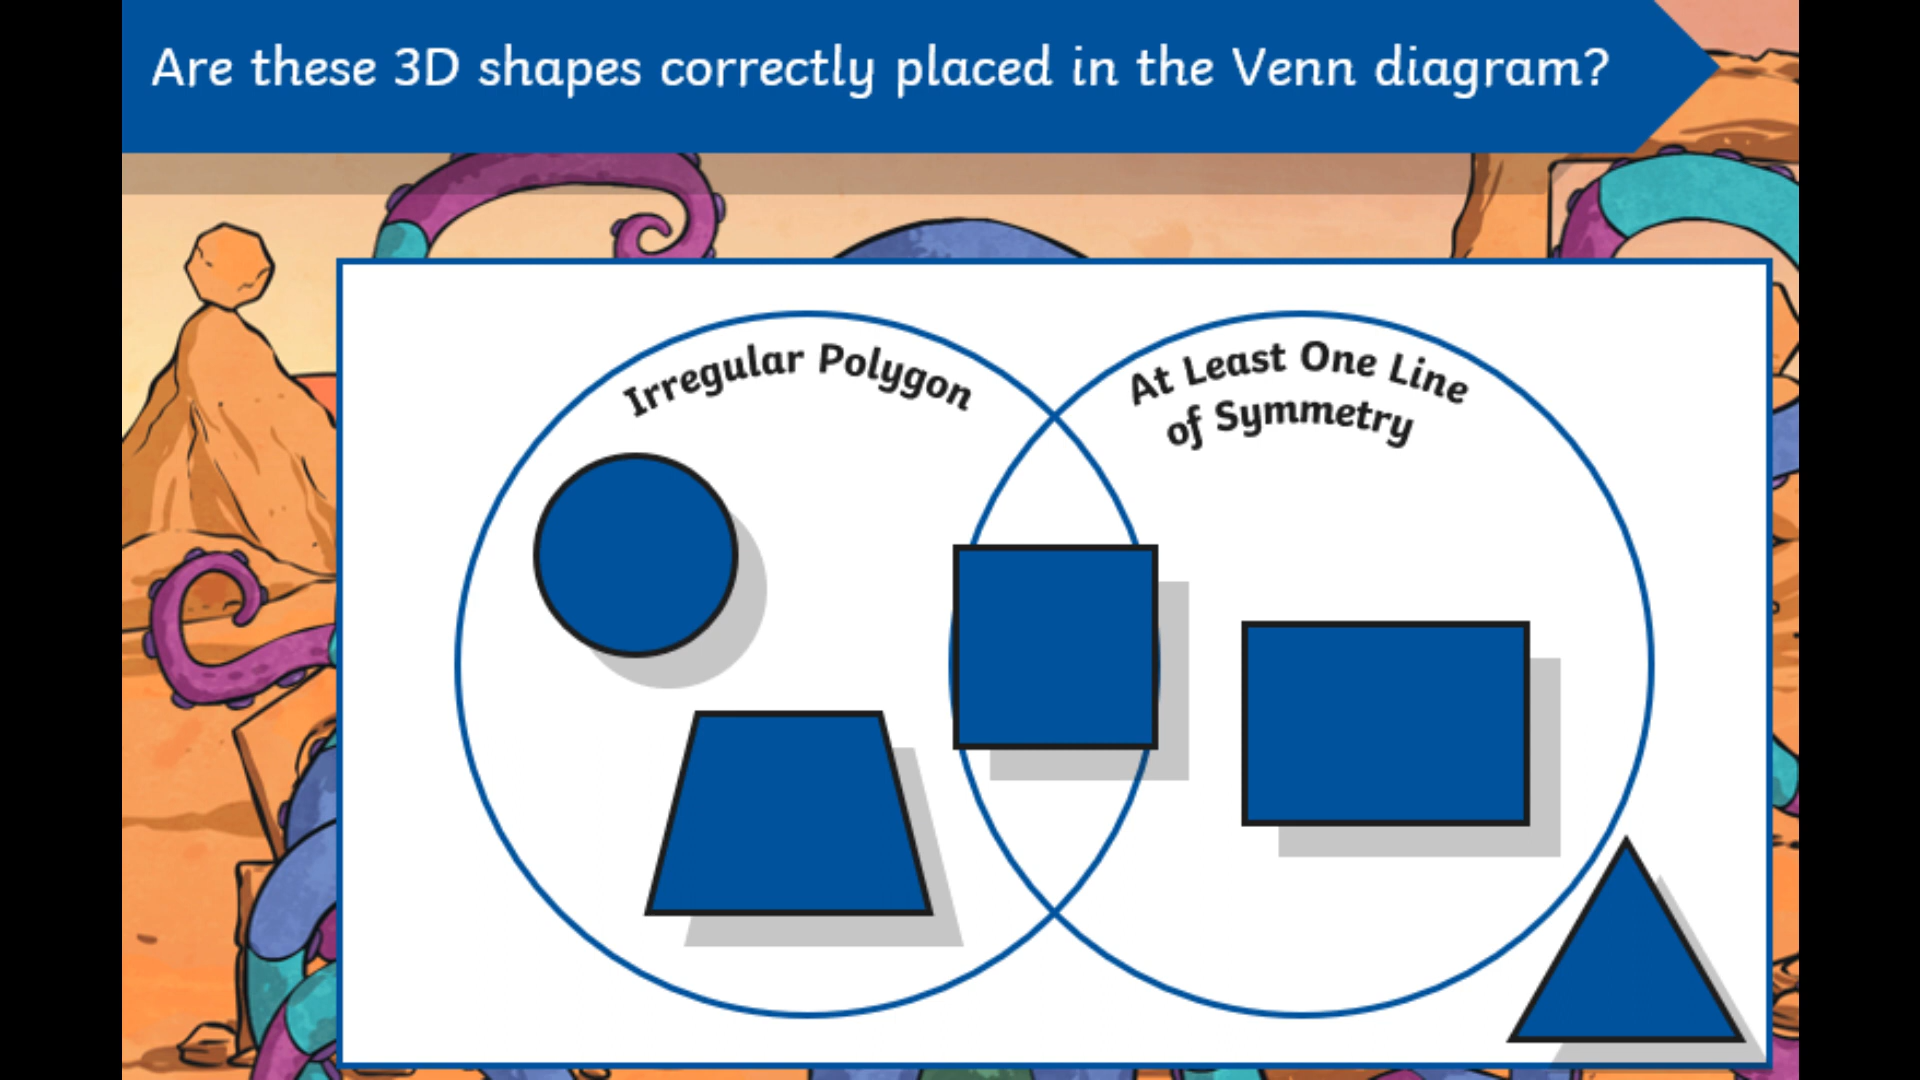 Are these 3D shapes correctly placed in the Venn diagram?
Irregular Polygon
At Least One Line
of Symmetry